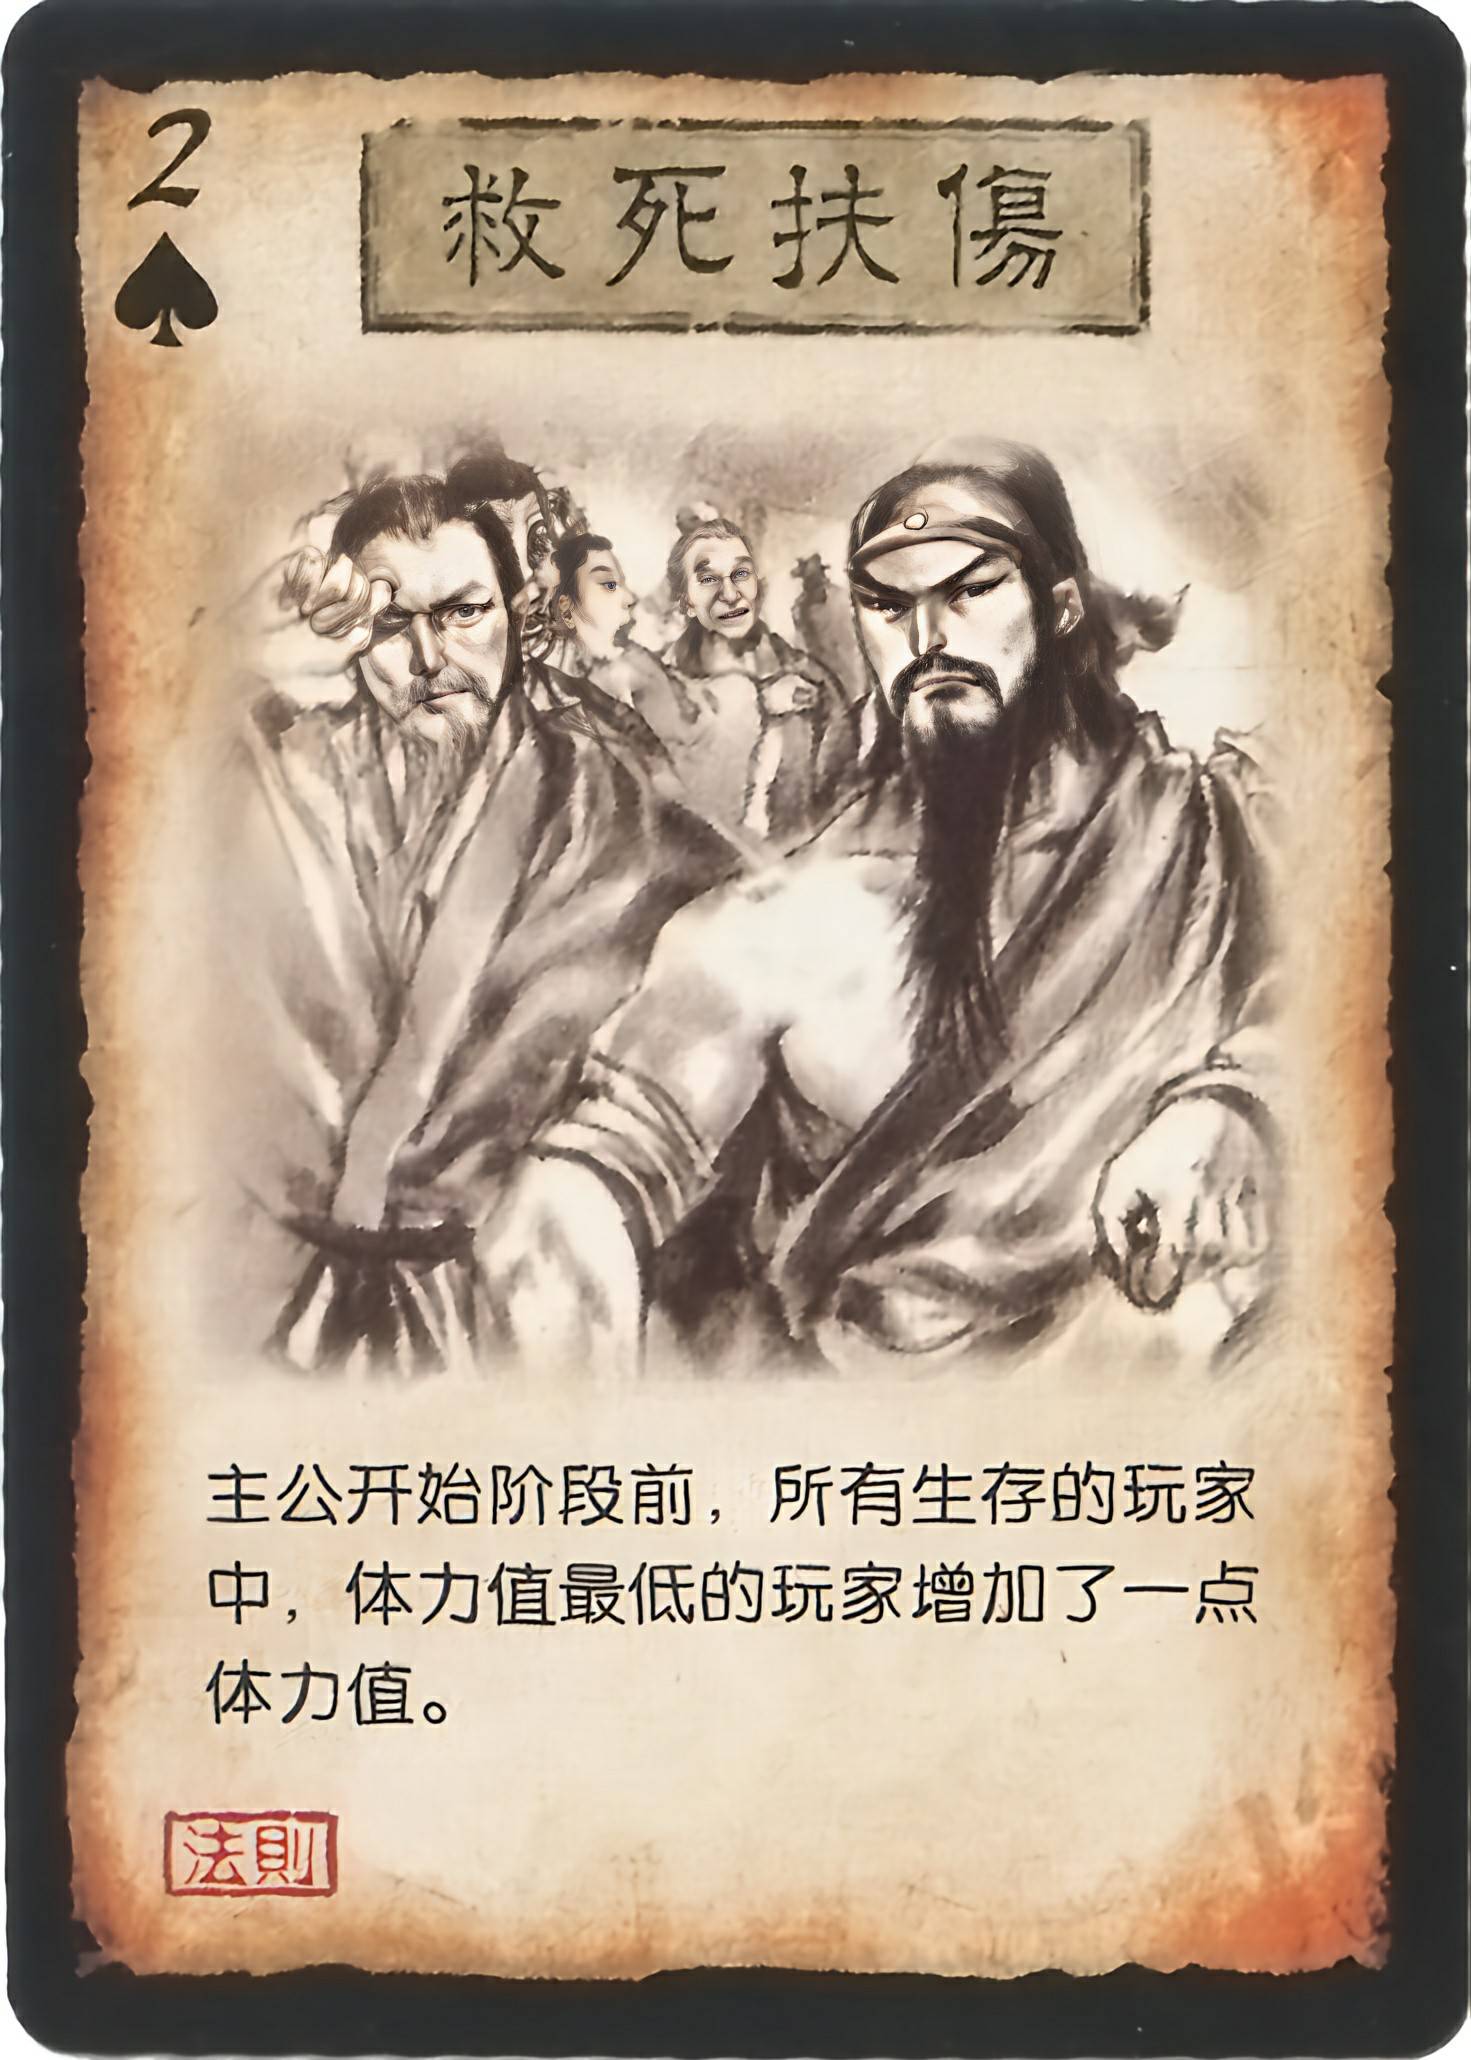 2
救死扶傷
主公开始阶段前，所有生存的玩家
中，体力值最低的玩家增加了一点
体力值。
法則